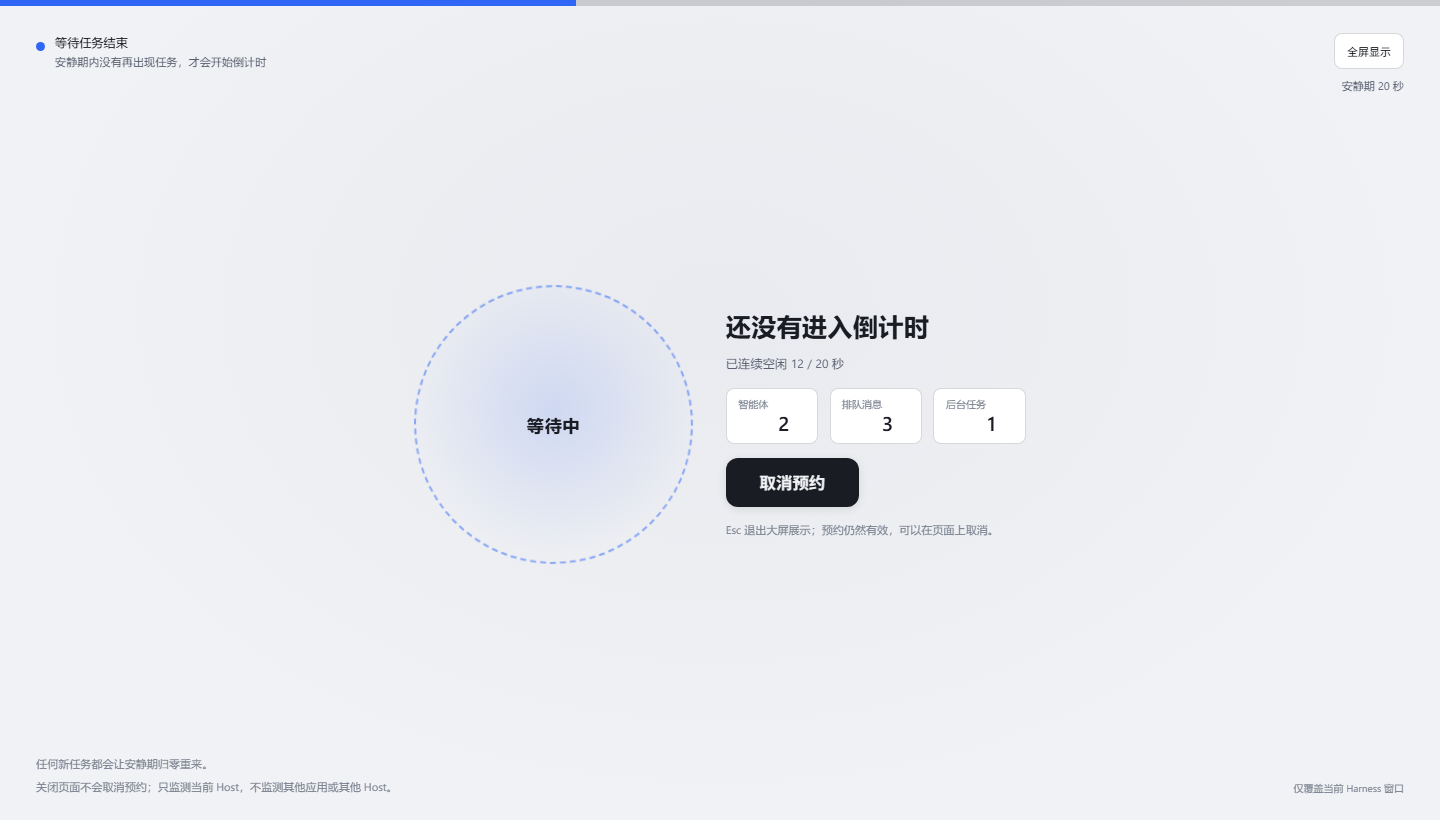 等待任务结束
安静期内没有再出现任务，才会开始倒计时
全屏显示
安静期 20 秒
还没有进入倒计时
已连续空闲 12 / 20 秒
智能体
2
排队消息
3
后台任务
1
等待中
取消预约
Esc 退出大屏展示；预约仍然有效，可以在页面上取消。
任何新任务都会让安静期归零重来。
关闭页面不会取消预约；只监测当前 Host，不监测其他应用或其他 Host。
仅覆盖当前 Harness 窗口